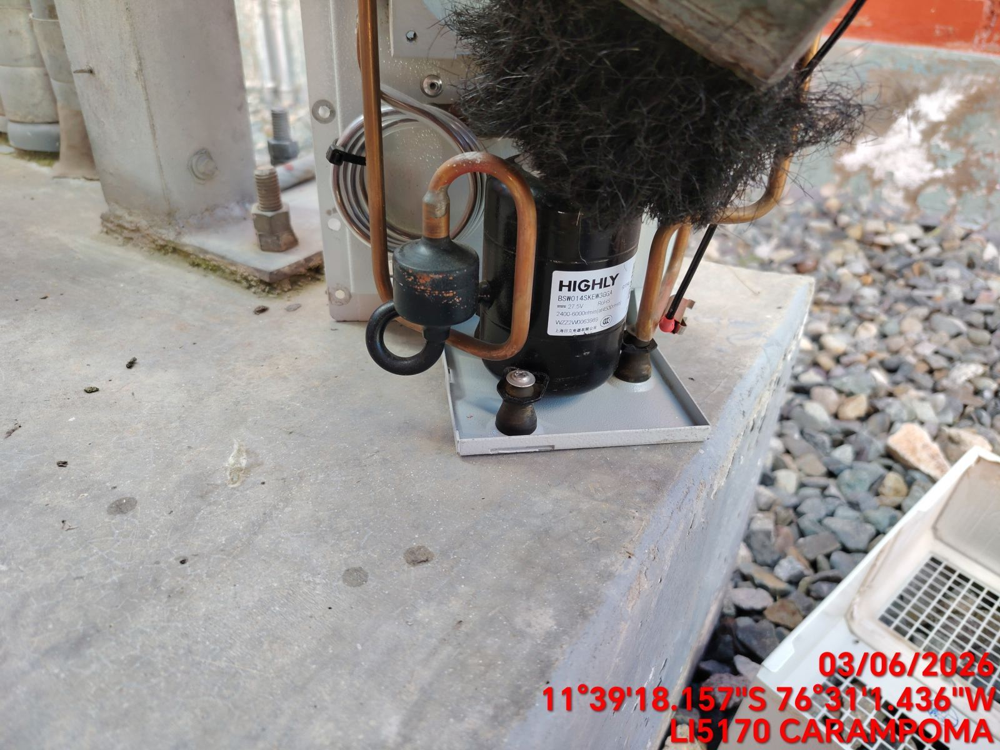 HIGHLY
BSW014SKEW3GGA
27.5V RoHS
2400-6000r/min(at4500r/min)
WZZ2W0063989 CCC
上海日立电器有限公司
03/06/2026
11°39'18.157"S 76°31'1.436"W
LI5170 CARAMPOMA